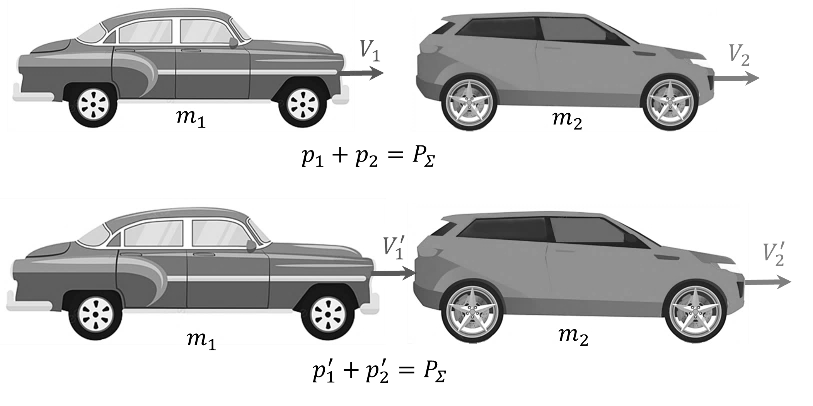 V₁ V₂
m₁ m₂
p₁ + p₂ = P_Σ
V₁′ V₂′
m₁ m₂
p₁′ + p₂′ = P_Σ